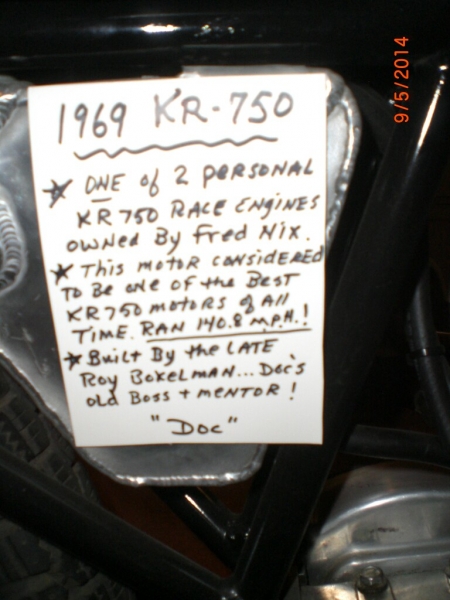 9/5/2014
1969 KR-750
★ ONE of 2 PERSONAL
KR750 RACE ENGINES
OWNED By Fred Nix.
★ This MOTOR CONSIDERED
To Be one of the Best
KR750 MOTORS of All
TIME. RAN 140.8 M.P.H.!
★ Built By the LATE
Roy BOKELMAN... Doc's
OLD Boss + MENTOR!
"Doc"